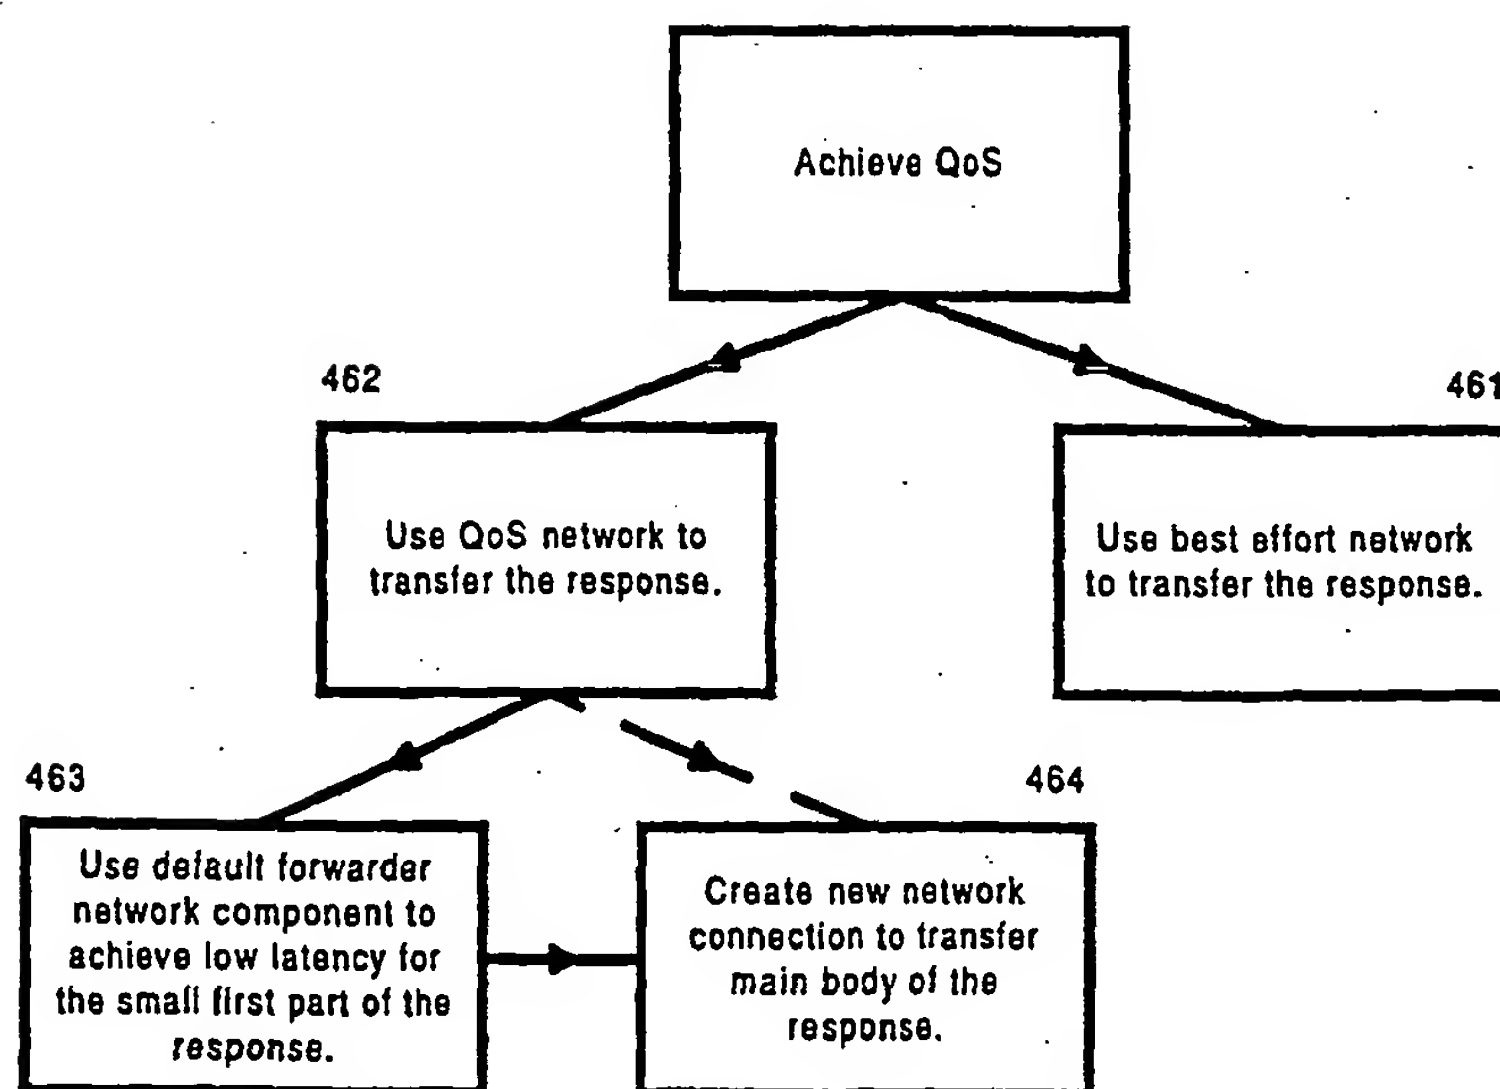 Achieve QoS
462
461
Use QoS network to
transfer the response.
Use best effort network
to transfer the response.
463
464
Use default forwarder
network component to
achieve low latency for
the small first part of the
response.
Create new network
connection to transfer
main body of the
response.